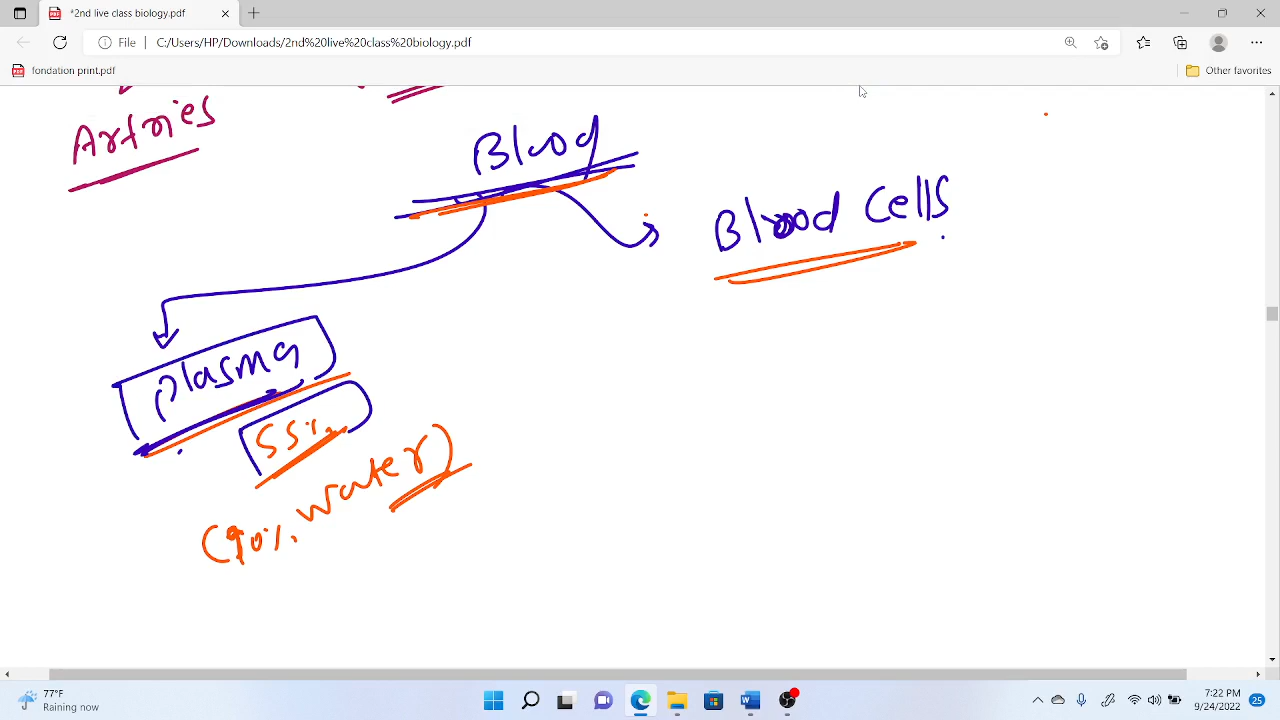 *2nd live class biology.pdf
File
C:/Users/HP/Downloads/2nd%20live%20class%20biology.pdf
fondation print.pdf
Other favorites
Artries
Blood
Blood Cells
plasma
55%
(90% water)
77°F
Raining now
7:22 PM
9/24/2022
25